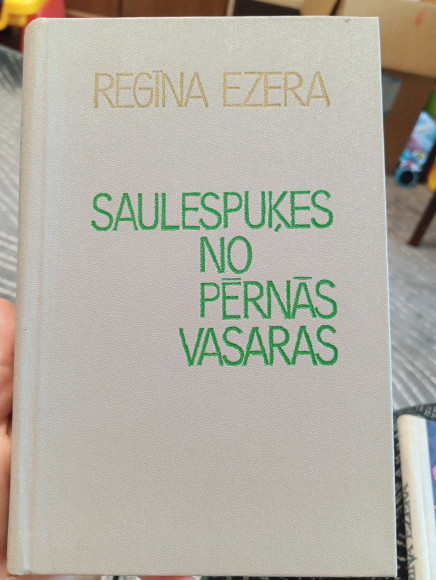 REGĪNA EZERA
SAULESPUĶES
NO
PĒRNĀS
VASARAS